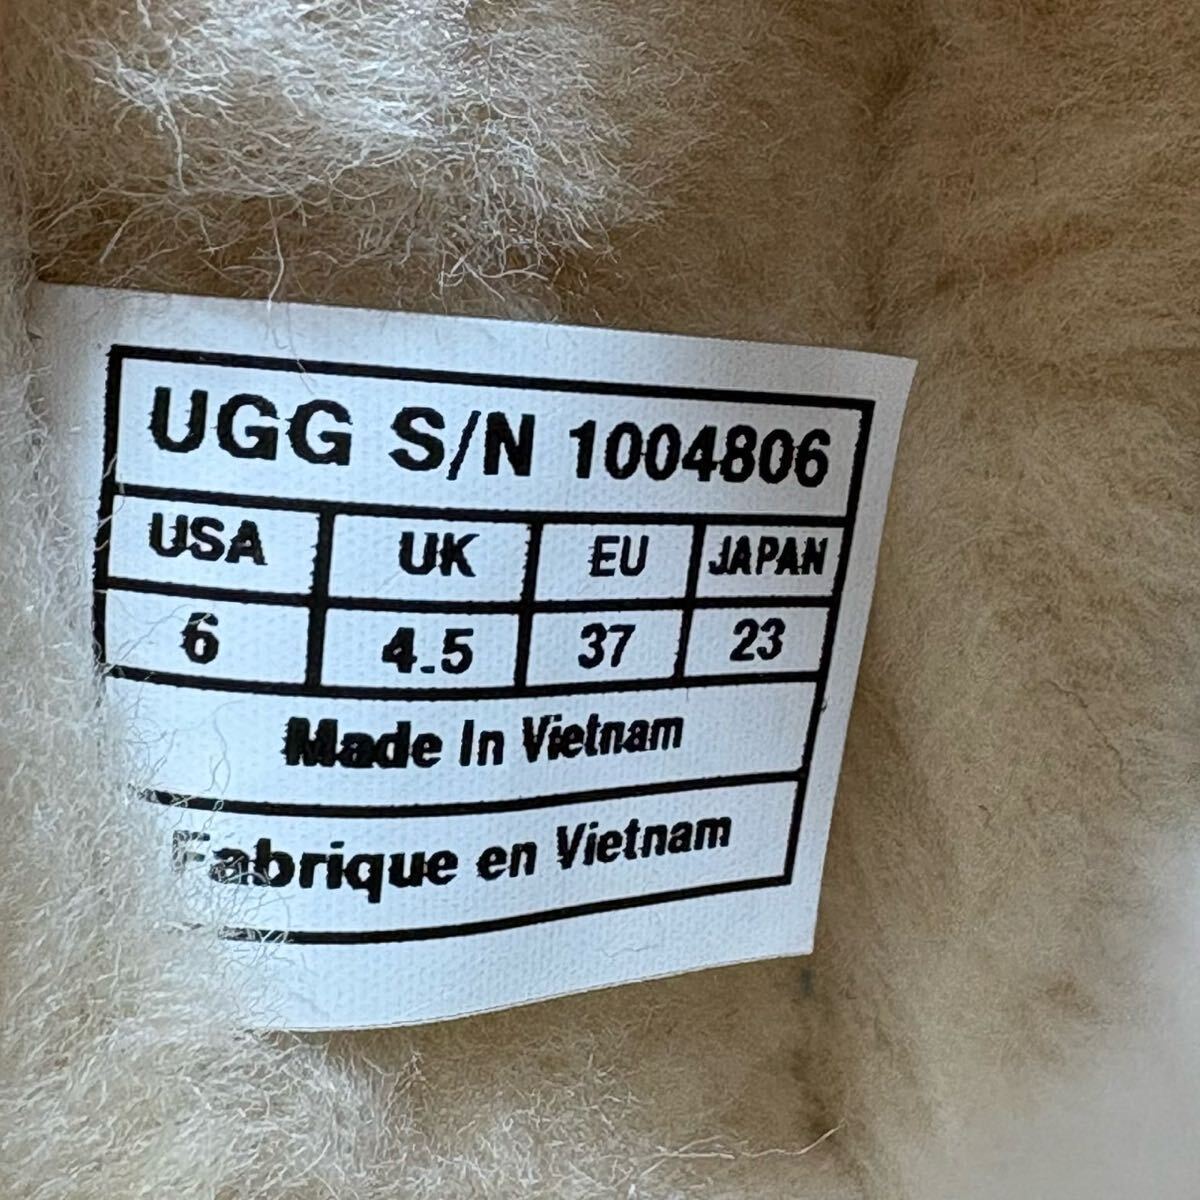 UGG S/N 1004806
USA UK EU JAPAN
6 4.5 37 23
Made In Vietnam
Fabrique en Vietnam